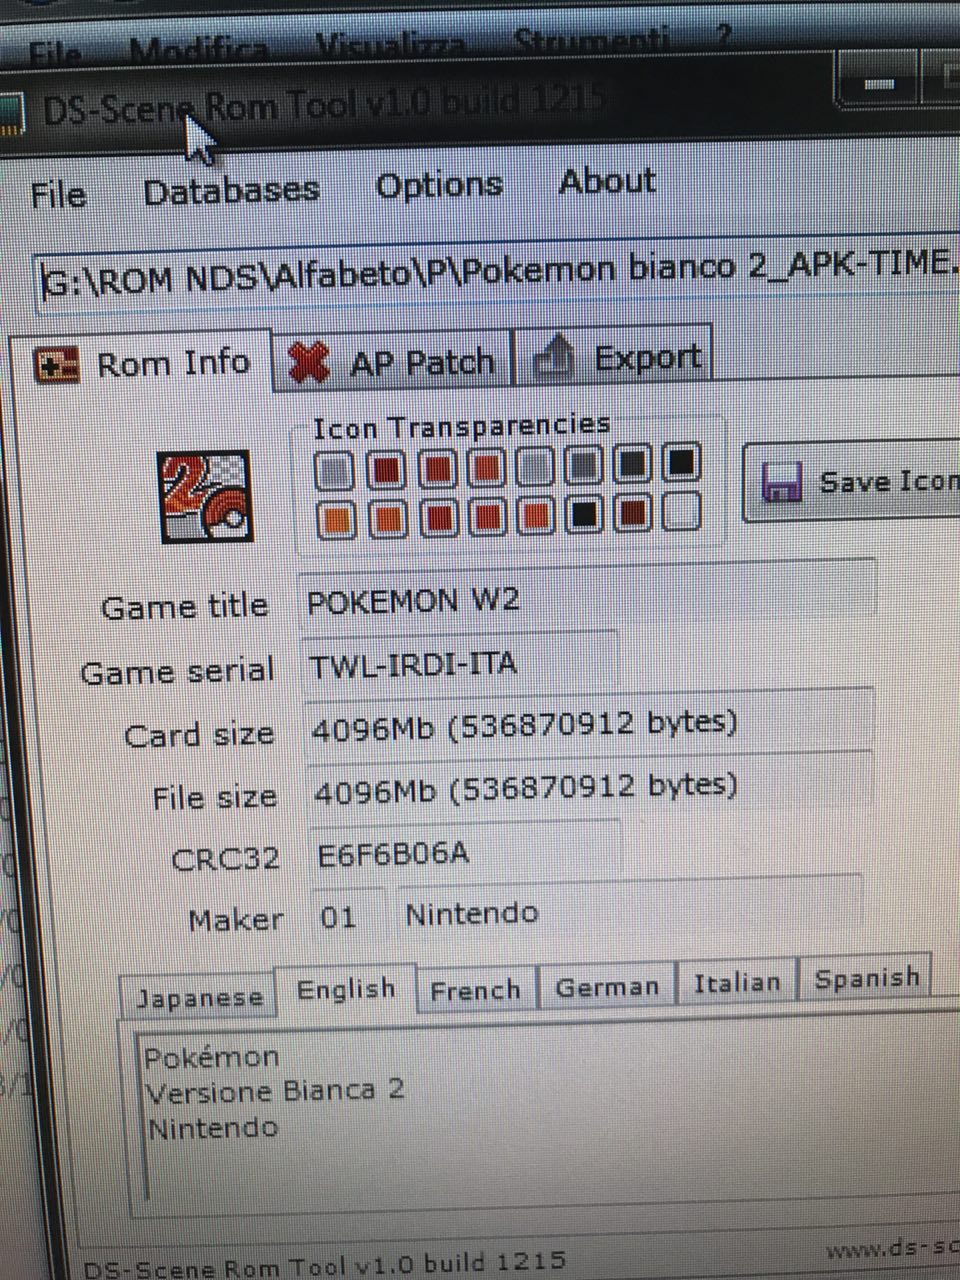 File Modifica Visualizza Strumenti ?
DS-Scene Rom Tool v1.0 build 1215
File Databases Options About
G:\ROM NDS\Alfabeto\P\Pokemon bianco 2_APK-TIME.
Rom Info AP Patch Export
Icon Transparencies
Save Icon
Game title POKEMON W2
Game serial TWL-IRDI-ITA
Card size 4096Mb (536870912 bytes)
File size 4096Mb (536870912 bytes)
CRC32 E6F6B06A
Maker 01 Nintendo
Japanese English French German Italian Spanish
Pokémon
Versione Bianca 2
Nintendo
DS-Scene Rom Tool v1.0 build 1215 www.ds-sc